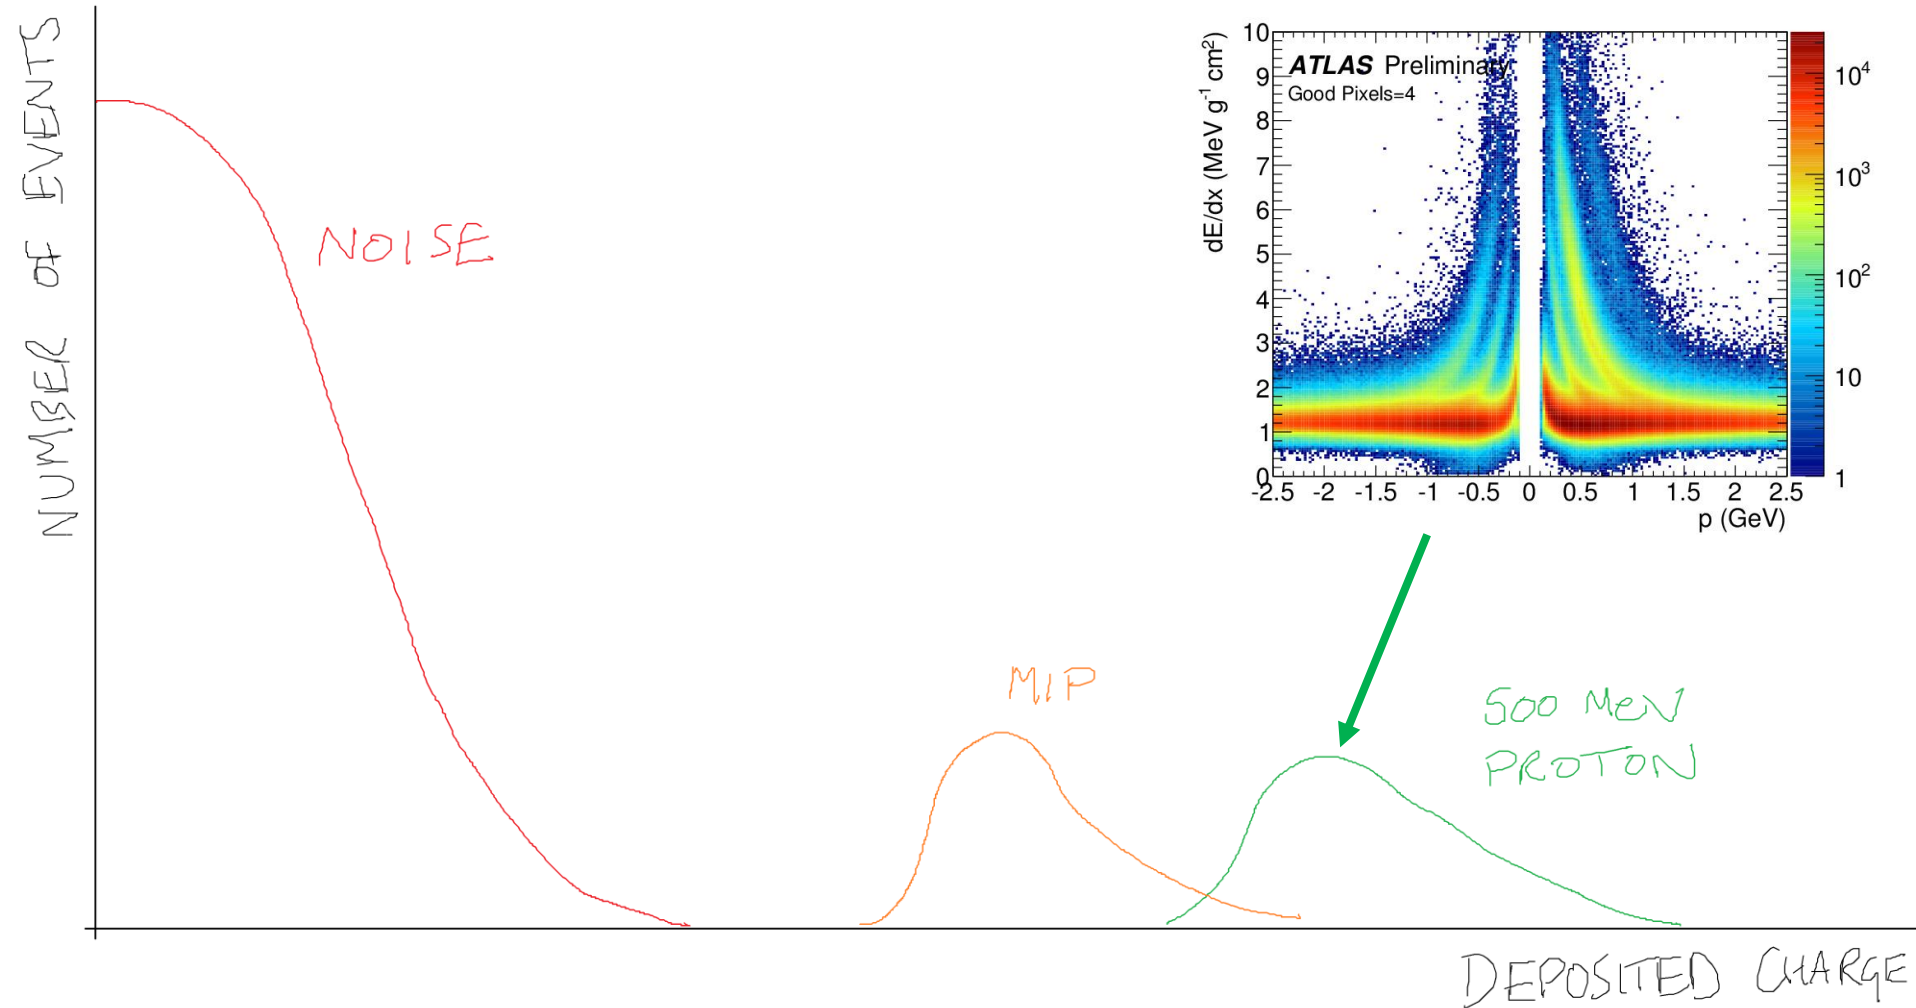 NUMBER OF EVENTS
NOISE
MIP
500 MeV
PROTON
DEPOSITED CHARGE
ATLAS Preliminary
Good Pixels=4
dE/dx (MeV g⁻¹ cm²)
10
9
8
7
6
5
4
3
2
1
0
-2.5 -2 -1.5 -1 -0.5 0 0.5 1 1.5 2 2.5
p (GeV)
10⁴
10³
10²
10
1